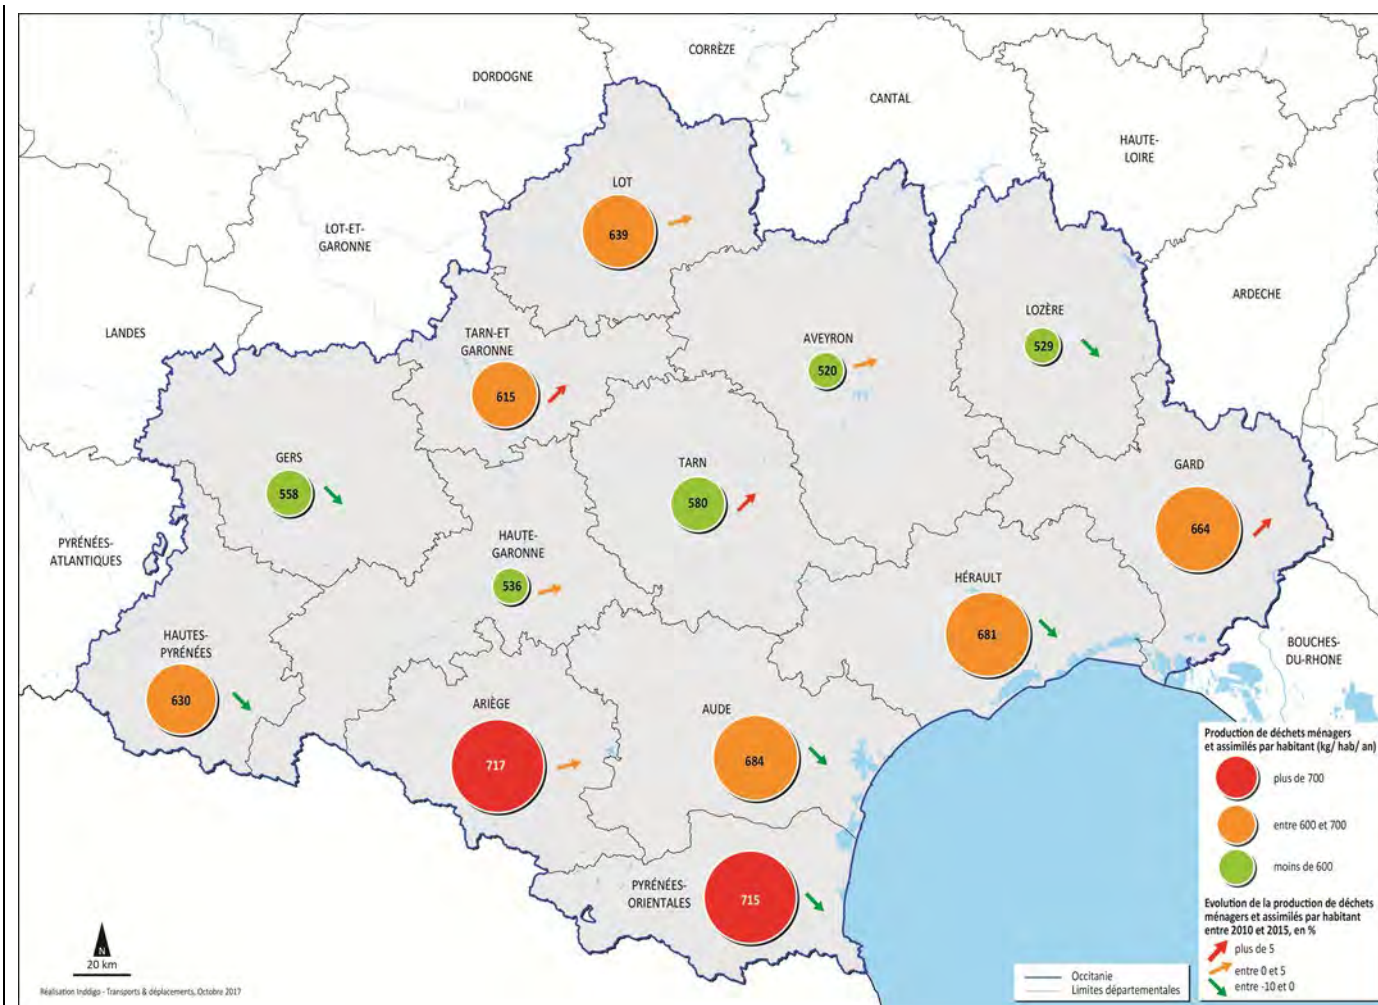 CORRÈZE
DORDOGNE
CANTAL
HAUTE-
LOIRE
LOT
LOT-ET-
GARONNE
639
ARDECHE
LANDES
TARN-ET
GARONNE
615
AVEYRON
520
LOZÈRE
529
GERS
558
TARN
580
GARD
664
PYRÉNÉES-
ATLANTIQUES
HAUTE-
GARONNE
536
HÉRAULT
681
HAUTES-
PYRÉNÉES
630
BOUCHES-
DU-RHONE
ARIÈGE
717
AUDE
684
PYRÉNÉES-
ORIENTALES
715
Production de déchets ménagers
et assimilés par habitant (kg/ hab/ an)
plus de 700
entre 600 et 700
moins de 600
Evolution de la production de déchets
ménagers et assimilés par habitant
entre 2010 et 2015, en %
plus de 5
entre 0 et 5
entre -10 et 0
Occitanie
Limites départementales
N
20 km
Réalisation Inddigo - Transports & déplacements, Octobre 2017